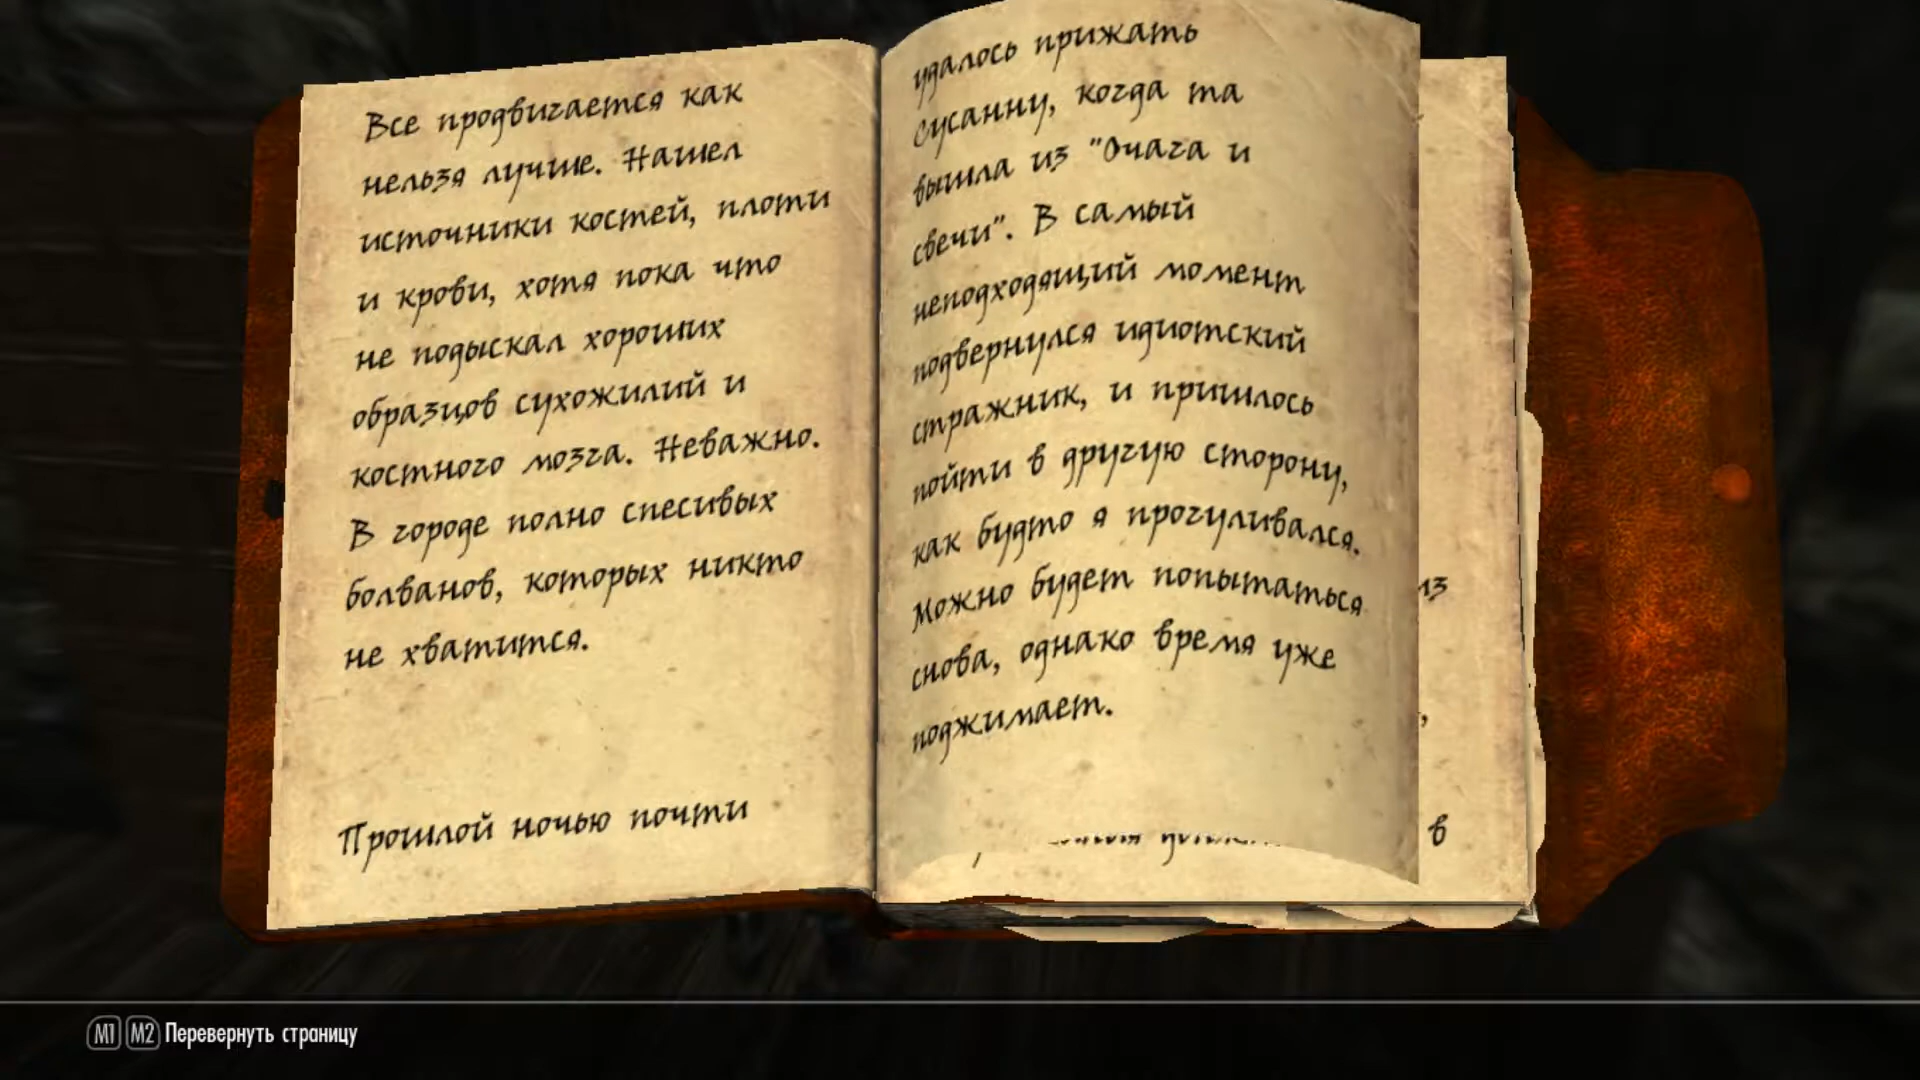 Все продвигается как
нельзя лучше. Нашел
источники костей, плоти
и крови, хотя пока что
не подыскал хороших
образцов сухожилий и
костного мозга. Неважно.
В городе полно спесивых
болванов, которых никто
не хватится.
Прошлой ночью почти
удалось прижать
Сусанну, когда та
вышла из "Очага и
свечи". В самый
неподходящий момент
подвернулся идиотский
стражник, и пришлось
пойти в другую сторону,
как будто я прогуливался.
Можно будет попытаться
снова, однако время уже
поджимает.
из
,
в
M1 M2 Перевернуть страницу